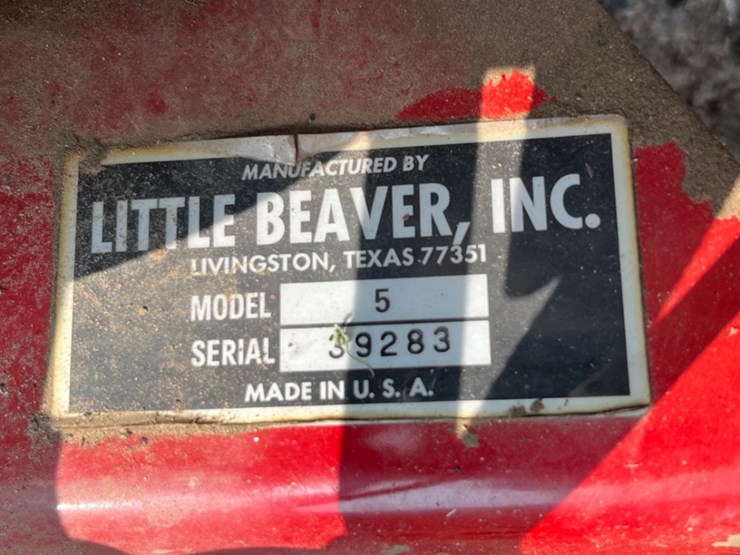 MANUFACTURED BY
LITTLE BEAVER, INC.
LIVINGSTON, TEXAS 77351
MODEL 5
SERIAL 39283
MADE IN U. S. A.